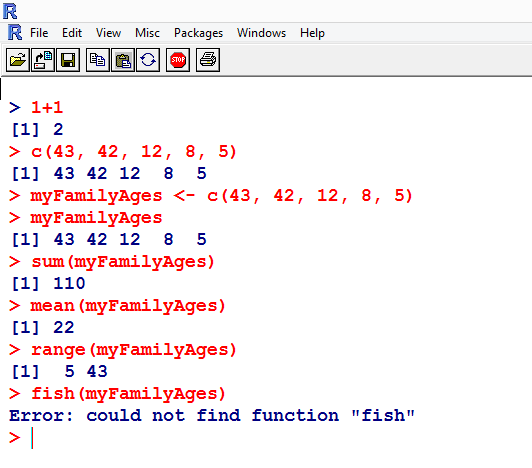 R
R File Edit View Misc Packages Windows Help
STOP
> 1+1
[1] 2
> c(43, 42, 12, 8, 5)
[1] 43 42 12  8  5
> myFamilyAges <- c(43, 42, 12, 8, 5)
> myFamilyAges
[1] 43 42 12  8  5
> sum(myFamilyAges)
[1] 110
> mean(myFamilyAges)
[1] 22
> range(myFamilyAges)
[1]  5 43
> fish(myFamilyAges)
Error: could not find function "fish"
>